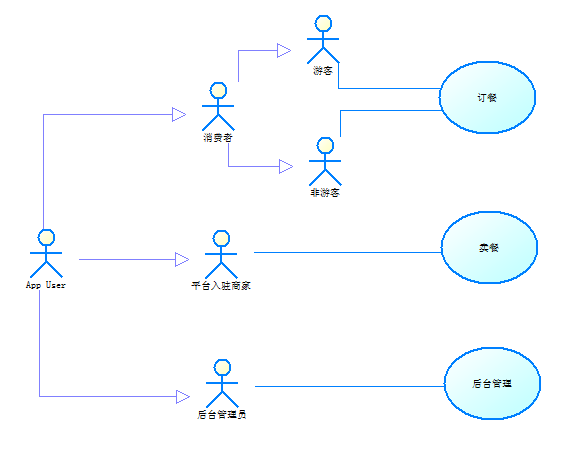 游客
订餐
消费者
非游客
App User
平台入驻商家
卖餐
后台管理员
后台管理